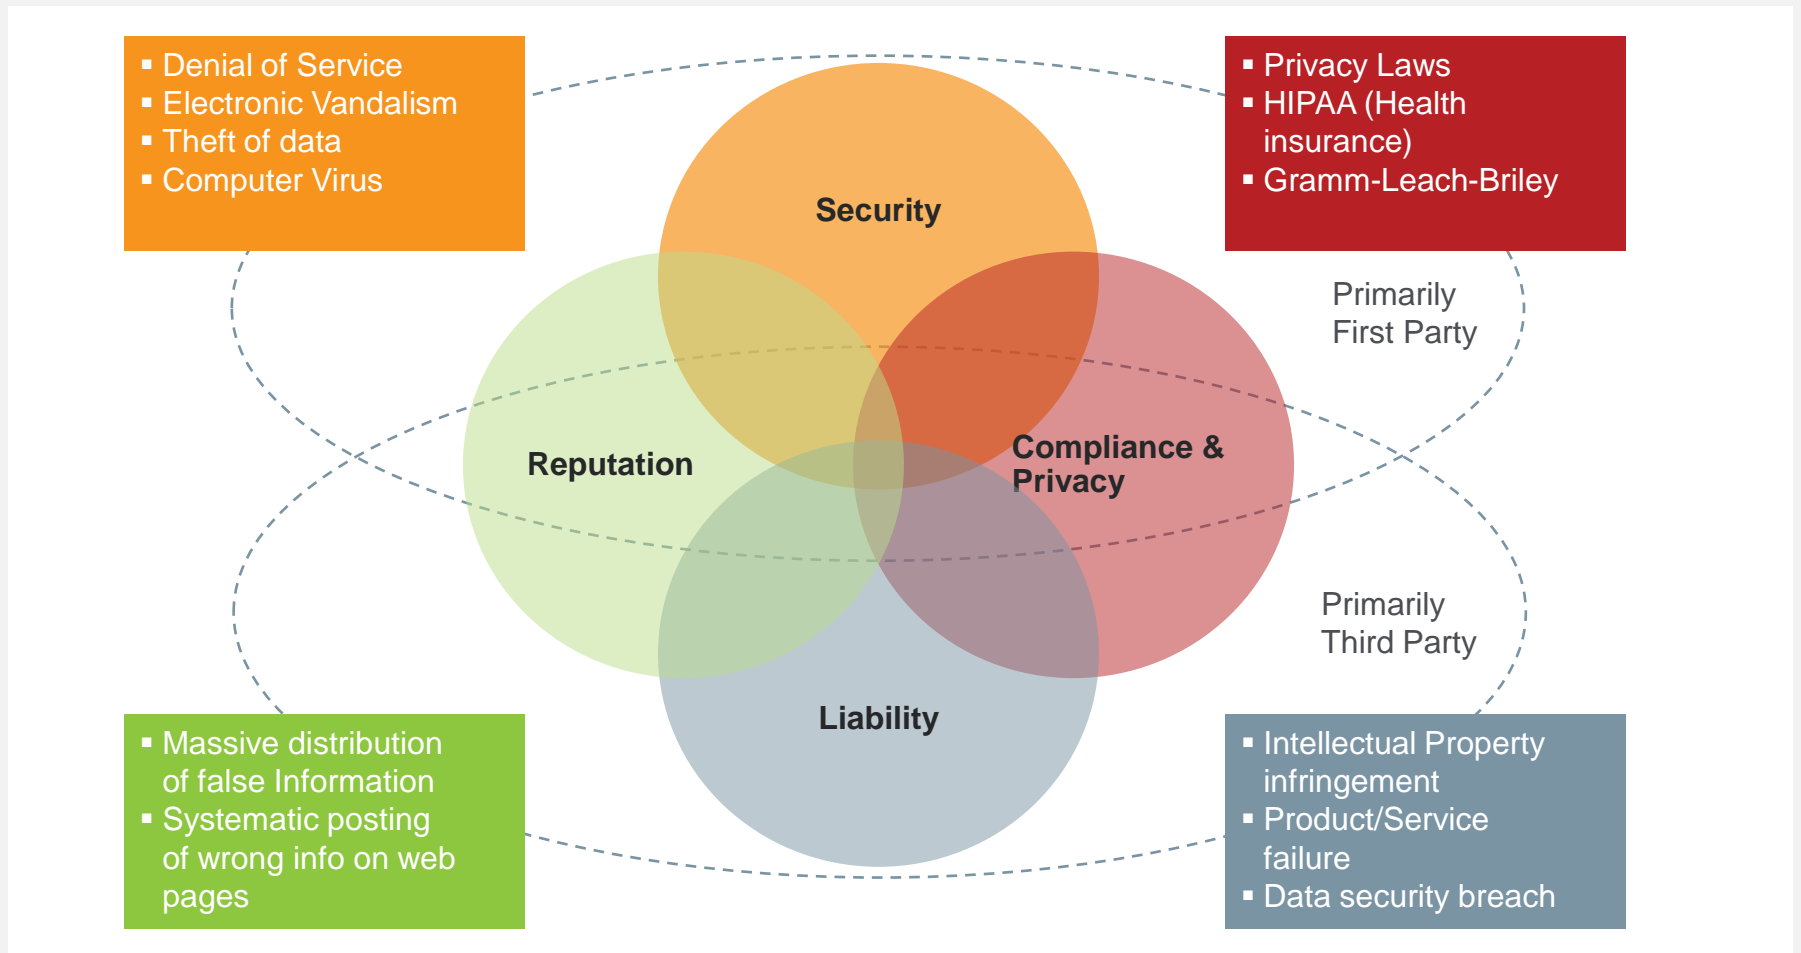 ▪ Denial of Service
▪ Electronic Vandalism
▪ Theft of data
▪ Computer Virus
▪ Privacy Laws
▪ HIPAA (Health
insurance)
▪ Gramm-Leach-Briley
Security
Primarily
First Party
Reputation
Compliance &
Privacy
Primarily
Third Party
Liability
▪ Massive distribution
of false Information
▪ Systematic posting
of wrong info on web
pages
▪ Intellectual Property
infringement
▪ Product/Service
failure
▪ Data security breach